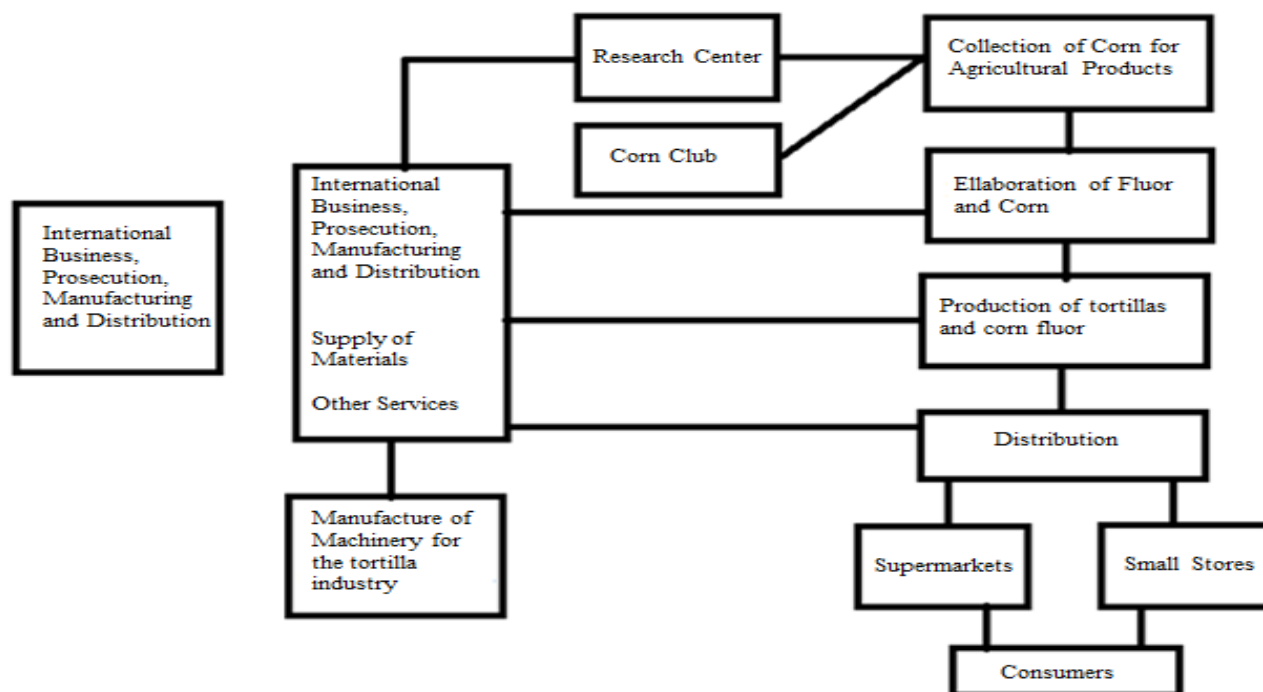 Research Center
Collection of Corn for
Agricultural Products
Corn Club
Ellaboration of Fluor
and Corn
International
Business,
Prosecution,
Manufacturing
and Distribution
International
Business,
Prosecution,
Manufacturing
and Distribution
Supply of
Materials
Other Services
Production of tortillas
and corn fluor
Distribution
Manufacture of
Machinery for
the tortilla
industry
Supermarkets
Small Stores
Consumers